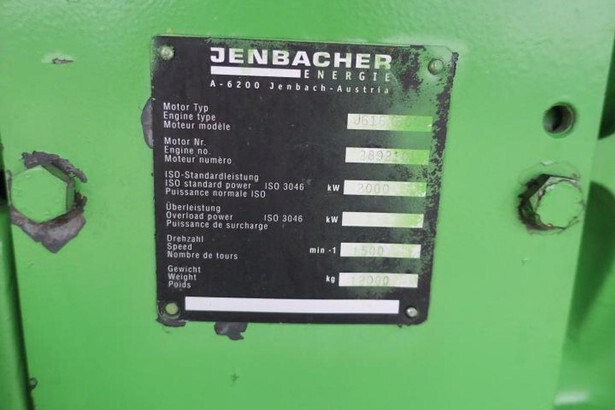 JENBACHER
ENERGIE
A-6200 Jenbach-Austria
Motor Typ
Engine type
Moteur modèle
Motor Nr.
Engine no.
Moteur numèro
ISO-Standardleistung
ISO standard power ISO 3046 kW
Puissance normale ISO
Überleistung
Overload power ISO 3046 kW
Puissance de surcharge
Drehzahl
Speed min -1 1500
Nombre de tours
Gewicht
Weight kg
Poids